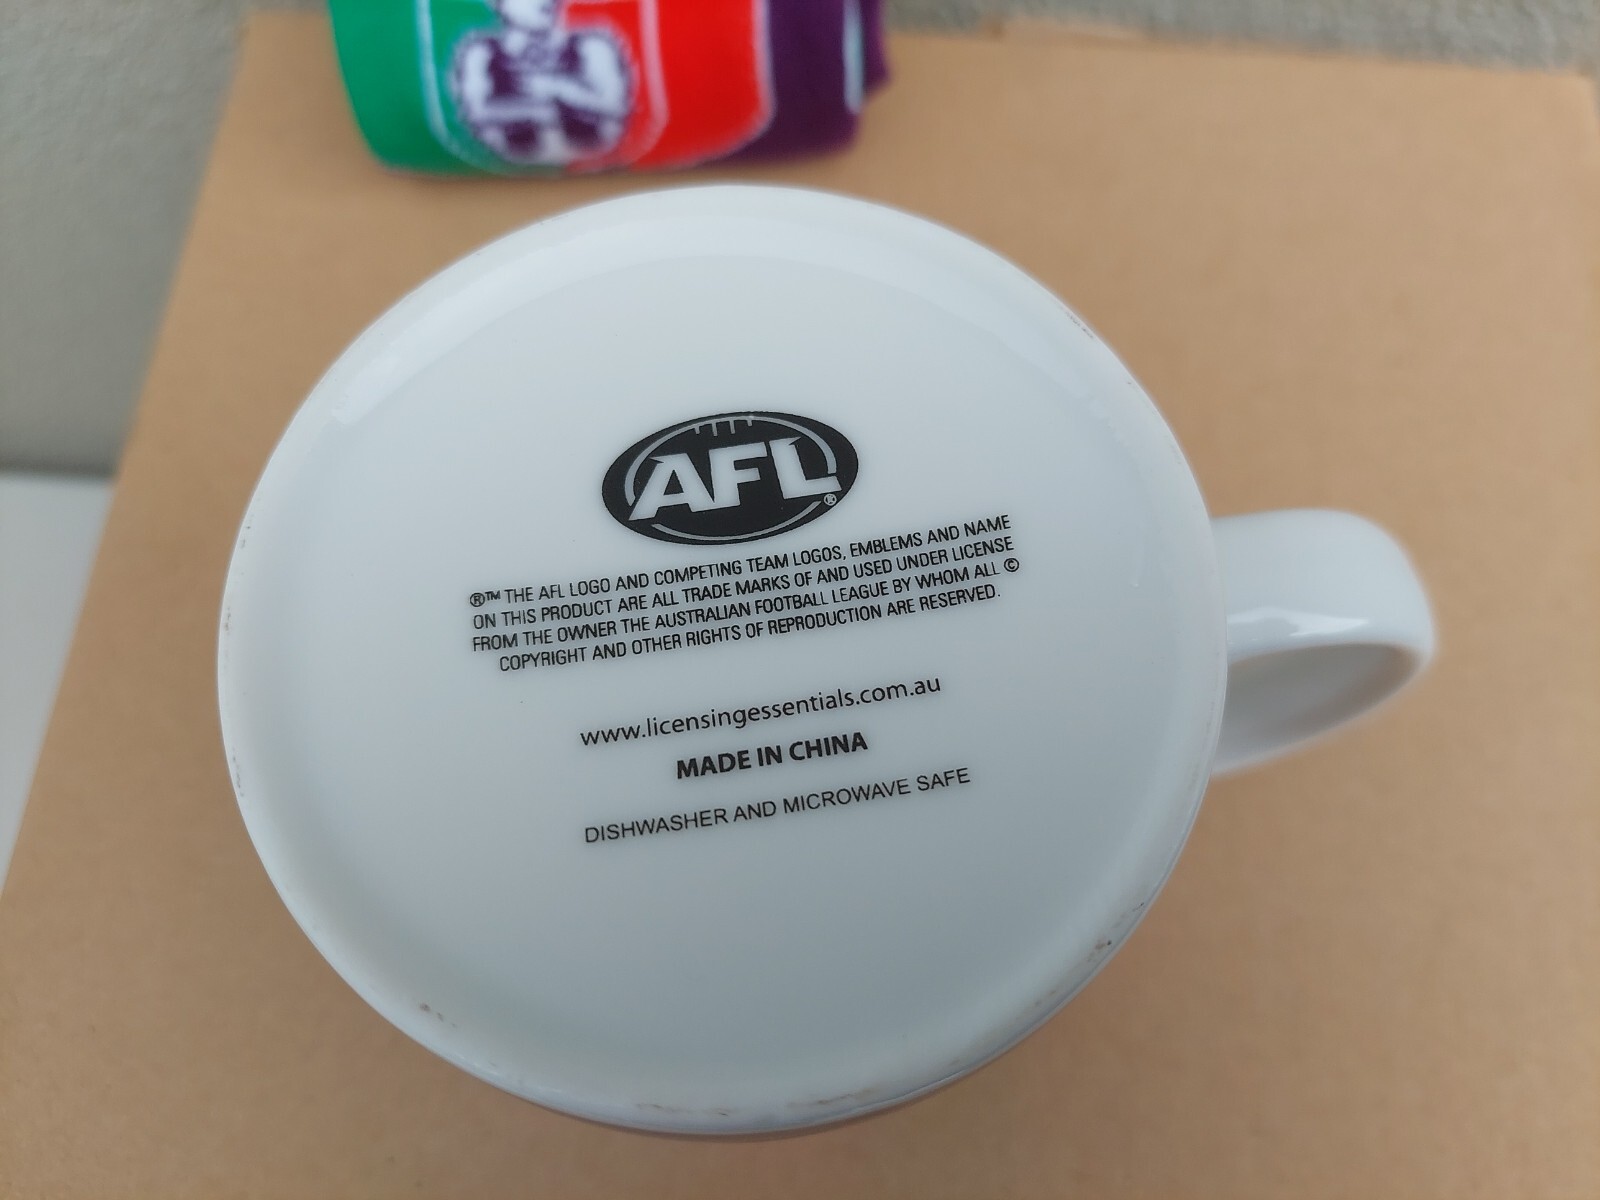 AFL®
®™ THE AFL LOGO AND COMPETING TEAM LOGOS, EMBLEMS AND NAME
ON THIS PRODUCT ARE ALL TRADE MARKS OF AND USED UNDER LICENSE
FROM THE OWNER THE AUSTRALIAN FOOTBALL LEAGUE BY WHOM ALL ©
COPYRIGHT AND OTHER RIGHTS OF REPRODUCTION ARE RESERVED.
www.licensingessentials.com.au
MADE IN CHINA
DISHWASHER AND MICROWAVE SAFE